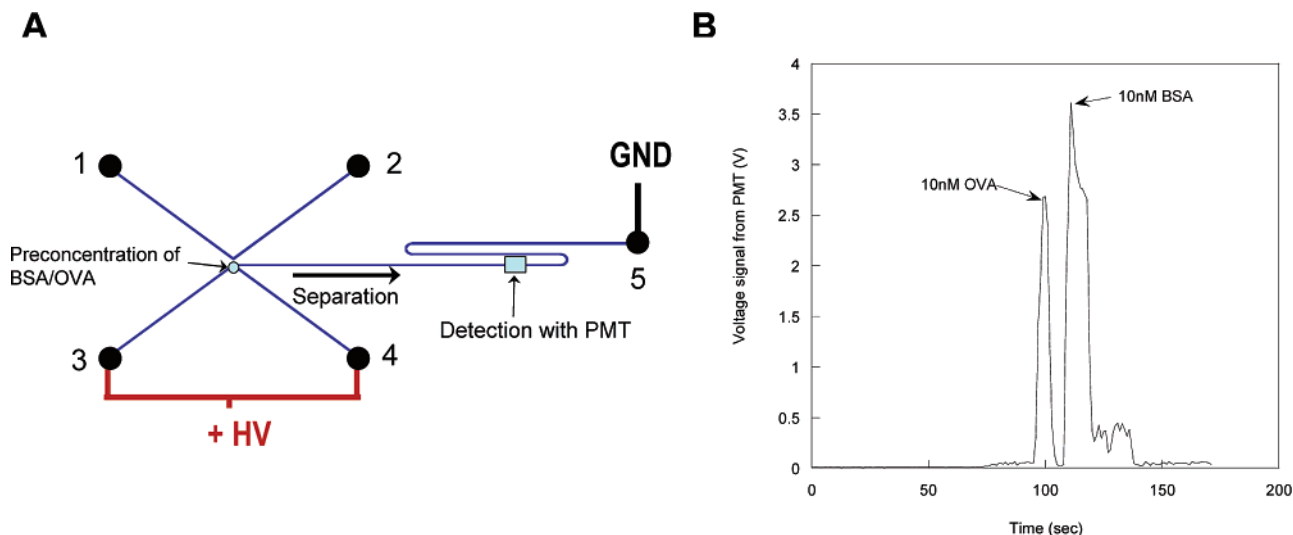 A
1
2
GND
Preconcentration of
BSA/OVA
Separation
5
Detection with PMT
3
4
+ HV
B
4
3.5
3
2.5
2
1.5
1
0.5
0
Voltage signal from PMT (V)
10nM BSA
10nM OVA
0
50
100
150
200
Time (sec)